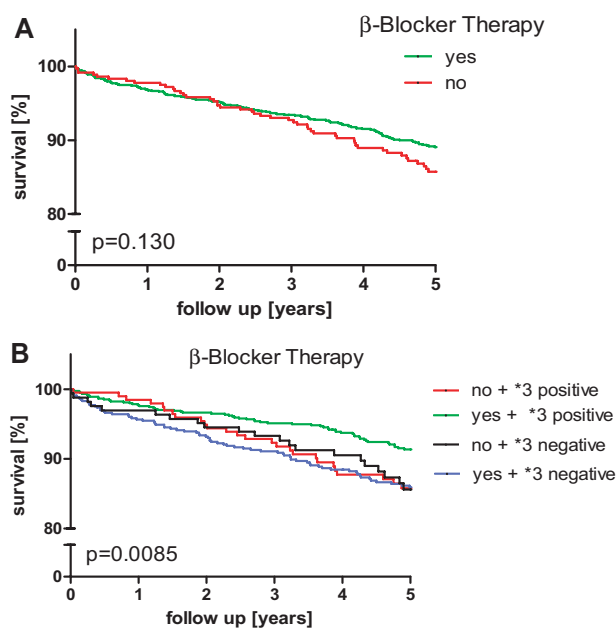 A
β-Blocker Therapy
yes
no
survival [%]
100
90
80
0
p=0.130
0 1 2 3 4 5
follow up [years]
B
β-Blocker Therapy
no + *3 positive
yes + *3 positive
no + *3 negative
yes + *3 negative
survival [%]
100
90
80
0
p=0.0085
0 1 2 3 4 5
follow up [years]